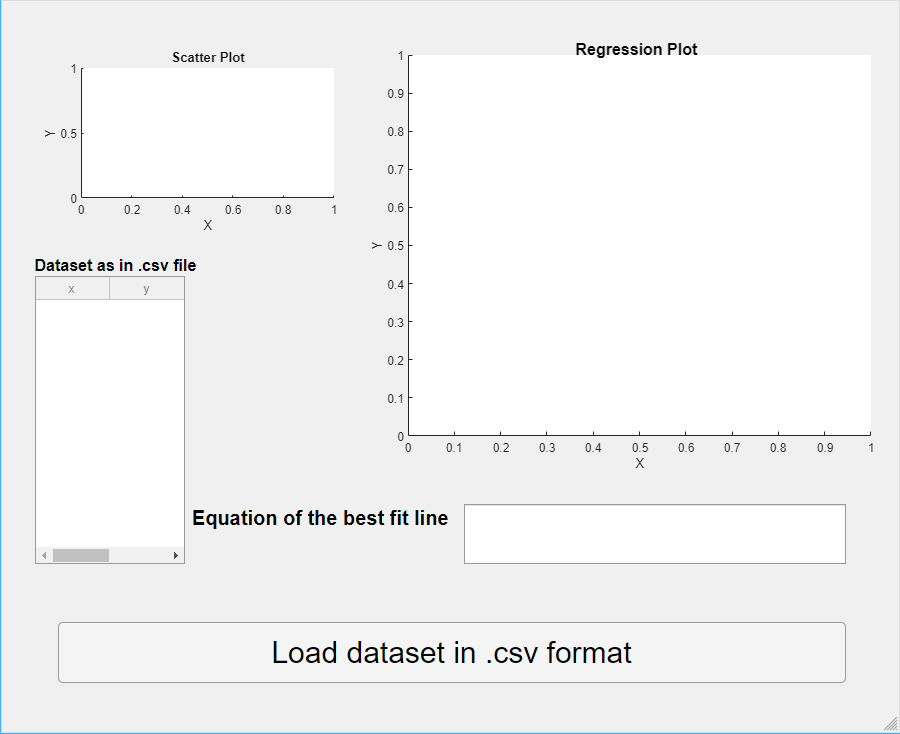 Scatter Plot
1
0.5
0
Y
0 0.2 0.4 0.6 0.8 1
X
Regression Plot
1
0.9
0.8
0.7
0.6
0.5
0.4
0.3
0.2
0.1
0
Y
0 0.1 0.2 0.3 0.4 0.5 0.6 0.7 0.8 0.9 1
X
Dataset as in .csv file
x y
Equation of the best fit line
Load dataset in .csv format